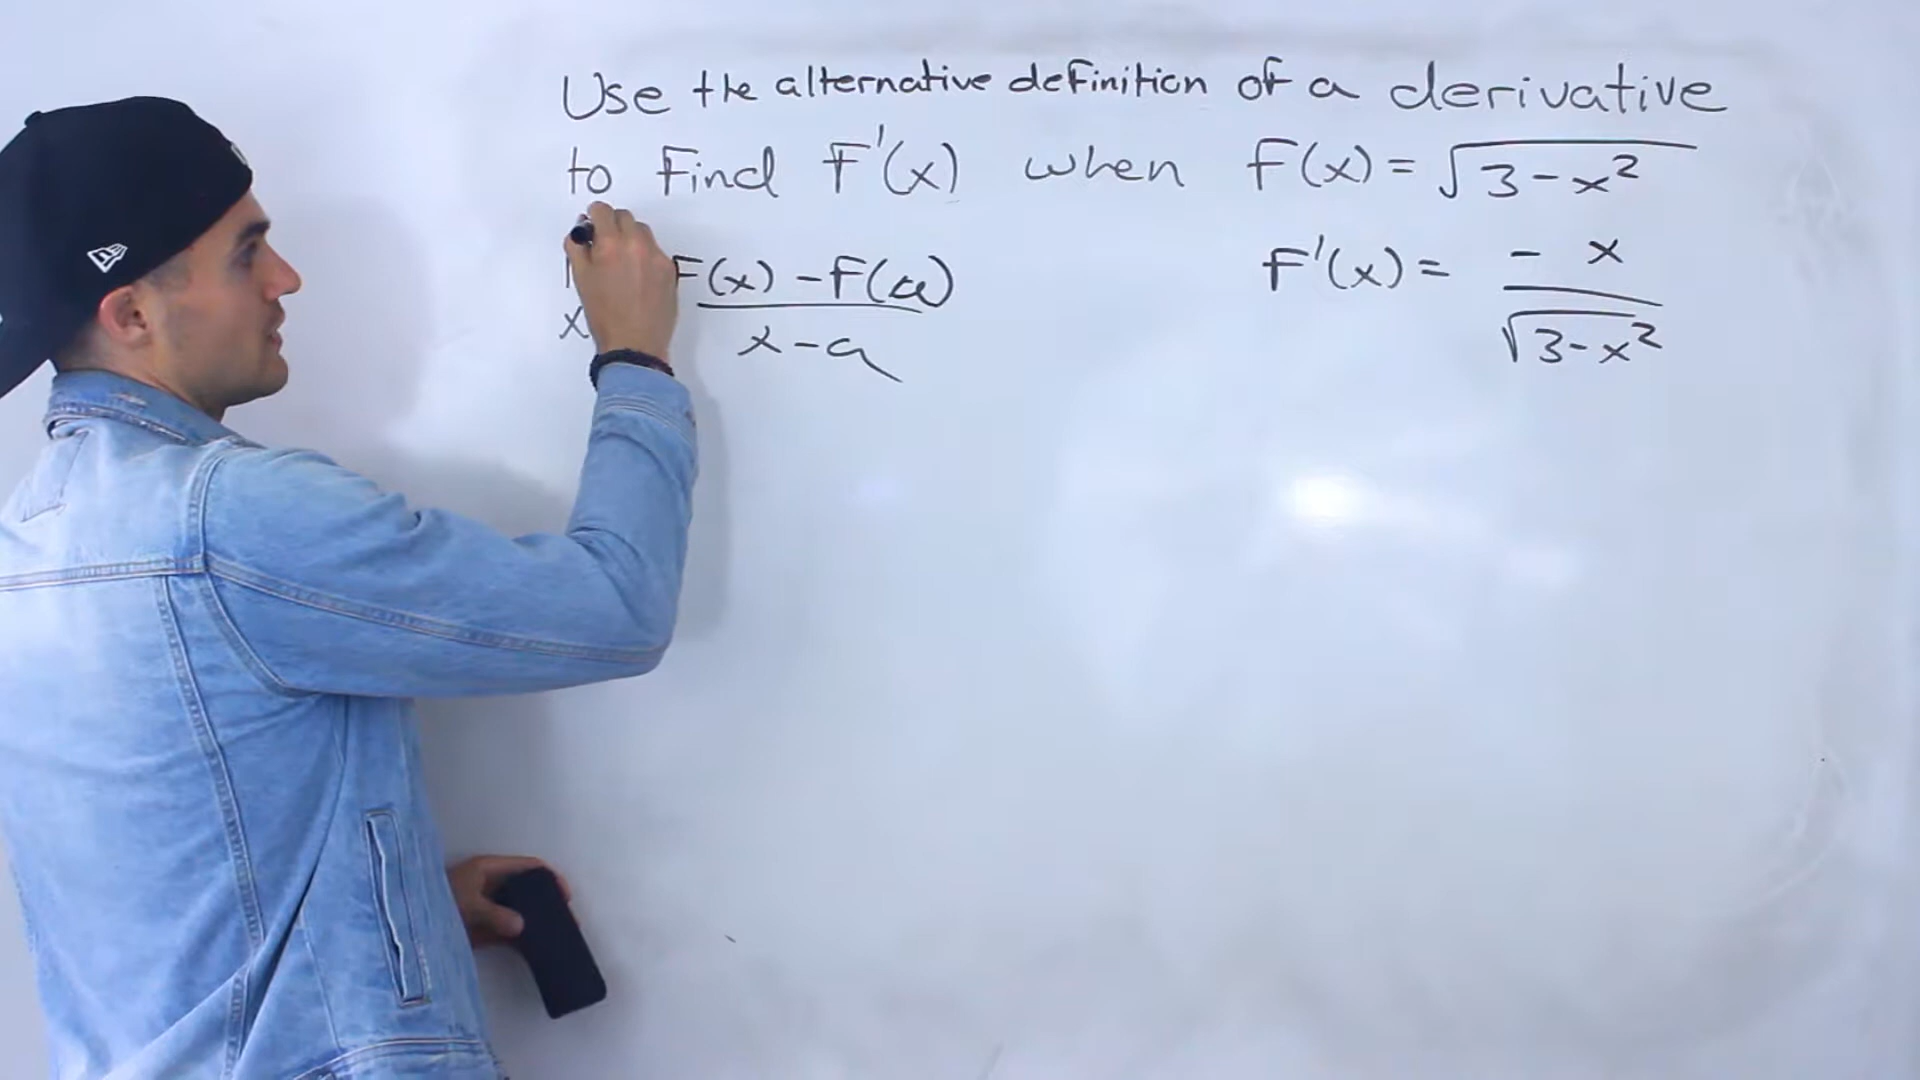 Use the alternative definition of a derivative
to Find F'(x) when F(x) = √3-x²
F(x) - F(a)
x - a
F'(x) = - x
√3-x²